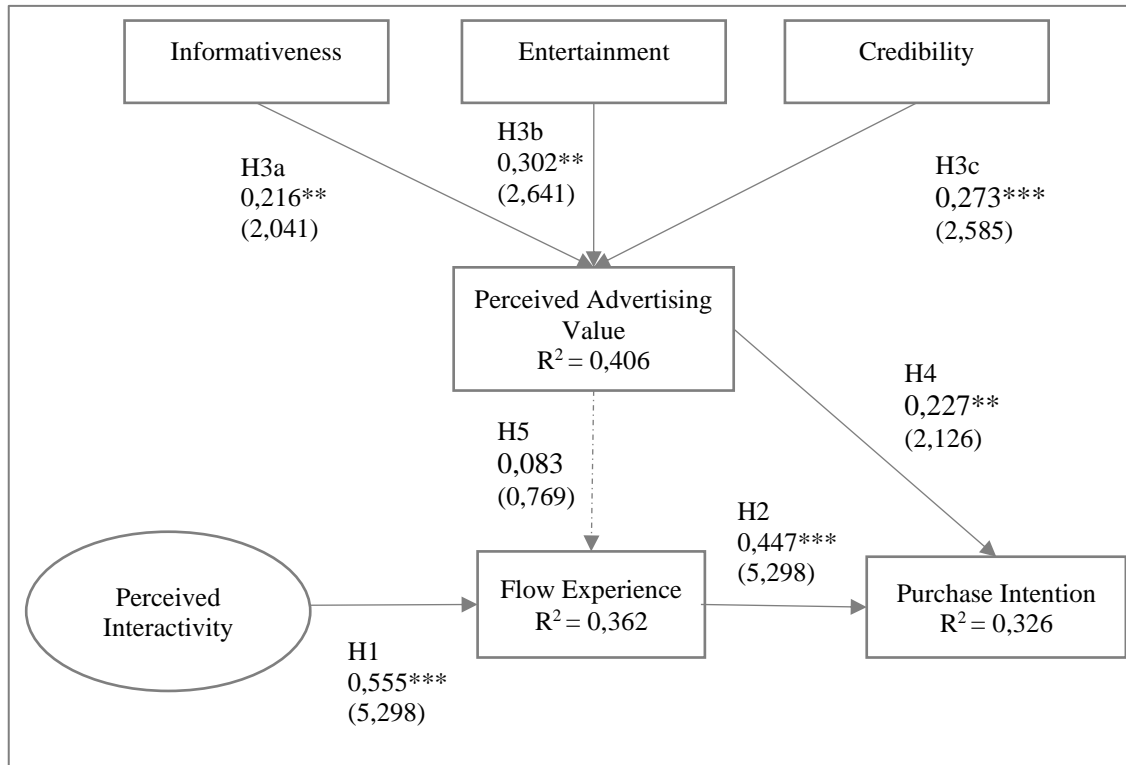 Informativeness
Entertainment
Credibility
H3a
0,216**
(2,041)
H3b
0,302**
(2,641)
H3c
0,273***
(2,585)
Perceived Advertising
Value
R² = 0,406
H4
0,227**
(2,126)
H5
0,083
(0,769)
H2
0,447***
(5,298)
Perceived
Interactivity
Flow Experience
R² = 0,362
Purchase Intention
R² = 0,326
H1
0,555***
(5,298)